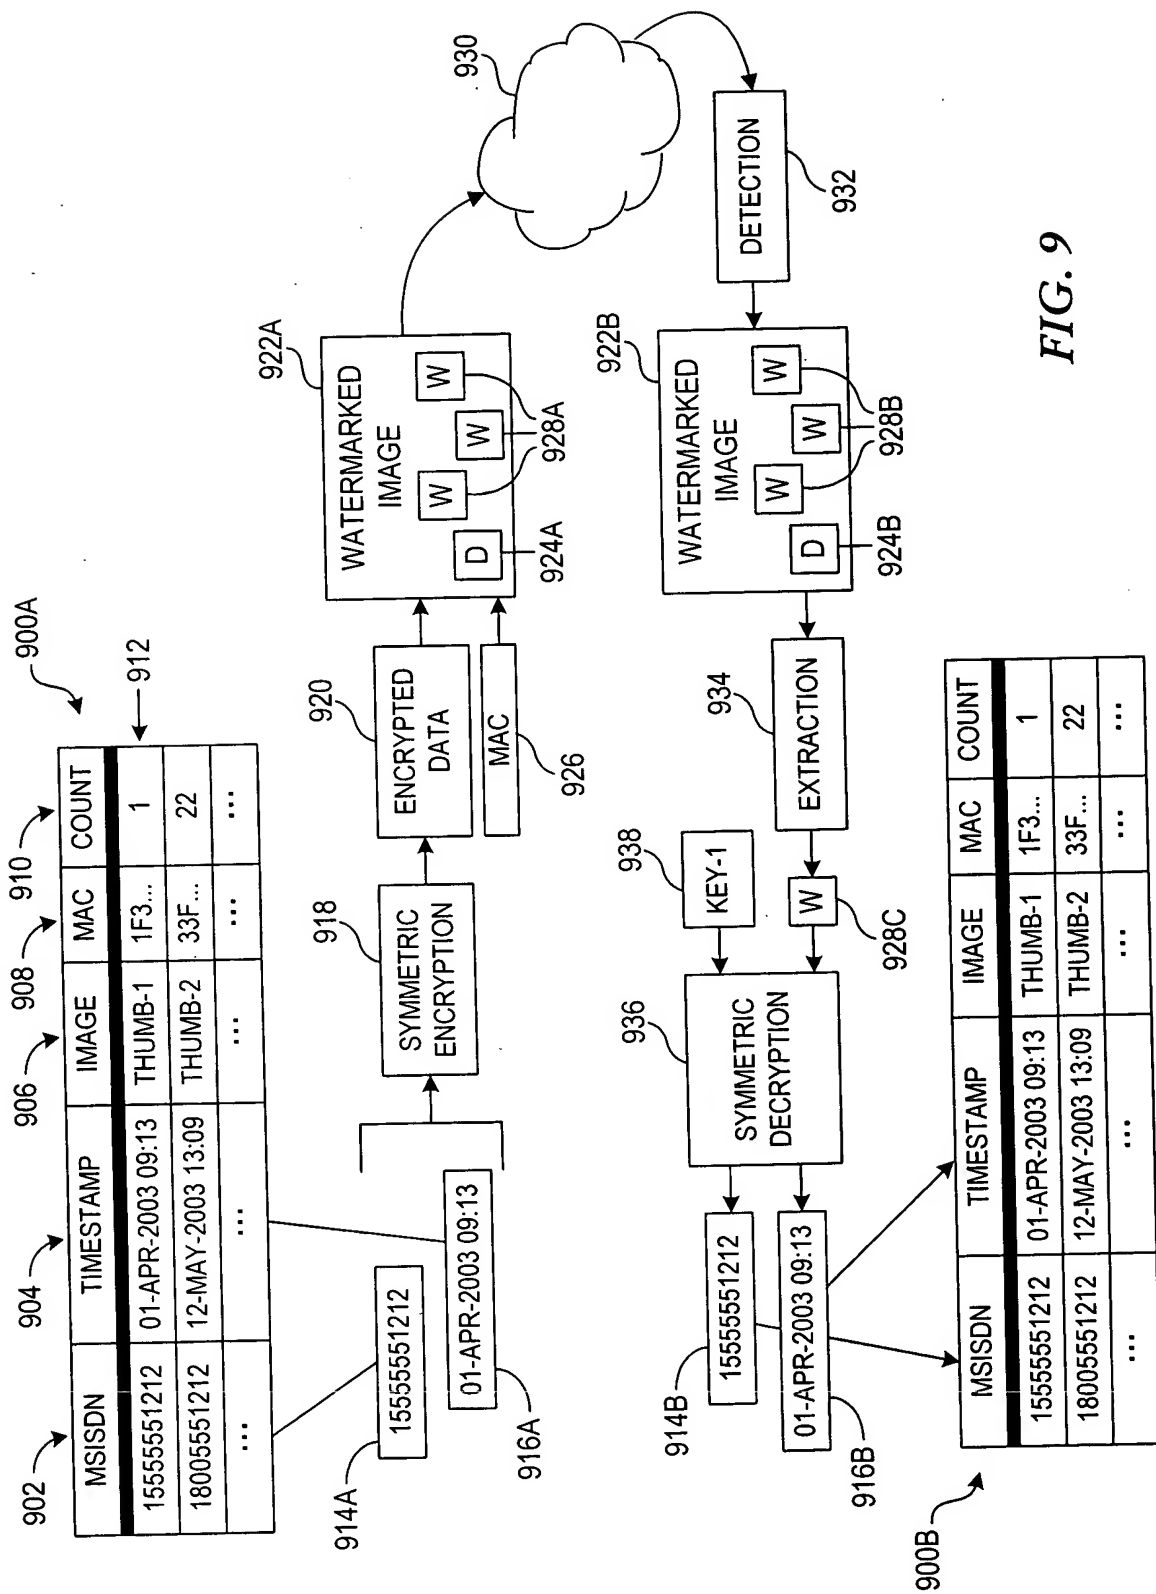 900A
902
904
906
908
910
MSISDN
TIMESTAMP
IMAGE
MAC
COUNT
912
15555551212
01-APR-2003 09:13
THUMB-1
1F3...
1
18005551212
12-MAY-2003 13:09
THUMB-2
33F...
22
...
...
...
...
...
914A
15555551212
01-APR-2003 09:13
916A
918
SYMMETRIC
ENCRYPTION
920
ENCRYPTED
DATA
MAC
926
922A
WATERMARKED
IMAGE
D
W
W
W
924A
928A
930
DETECTION
932
922B
WATERMARKED
IMAGE
D
W
W
W
924B
928B
934
EXTRACTION
938
KEY-1
W
928C
936
SYMMETRIC
DECRYPTION
914B
15555551212
01-APR-2003 09:13
916B
900B
MSISDN
TIMESTAMP
IMAGE
MAC
COUNT
15555551212
01-APR-2003 09:13
THUMB-1
1F3...
1
18005551212
12-MAY-2003 13:09
THUMB-2
33F...
22
...
...
...
...
...
FIG. 9